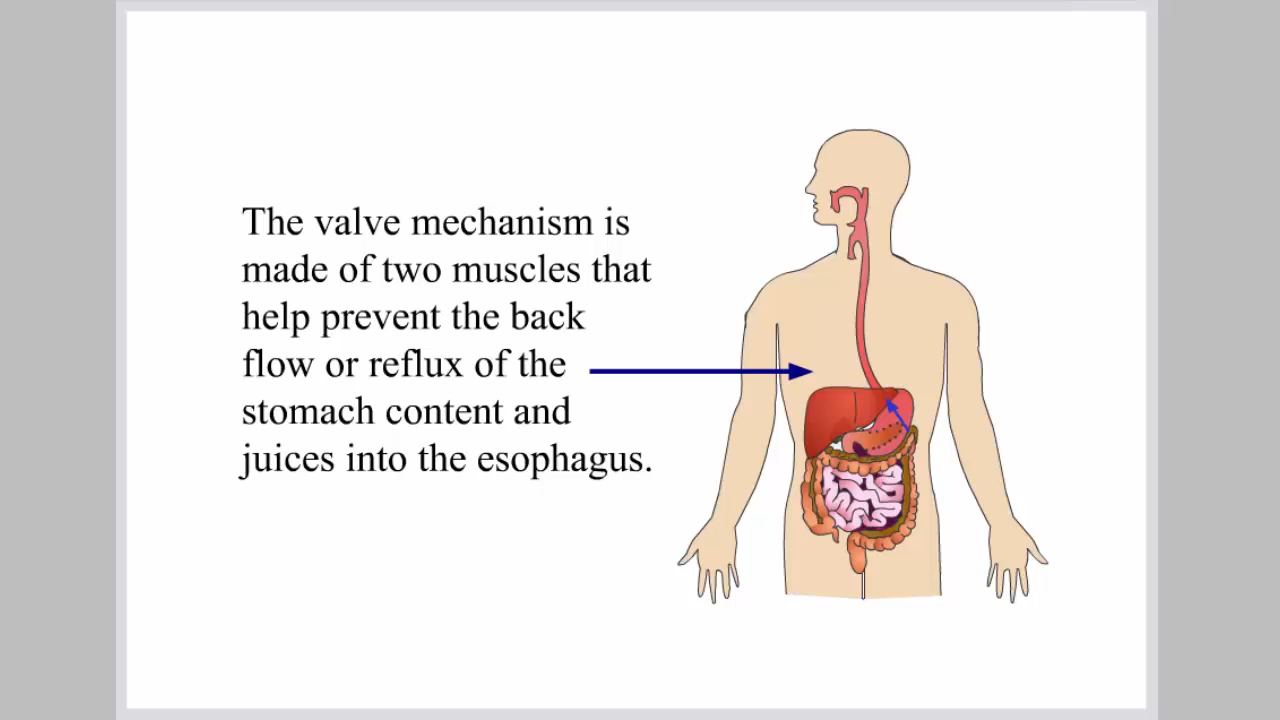 The valve mechanism is
made of two muscles that
help prevent the back
flow or reflux of the
stomach content and
juices into the esophagus.